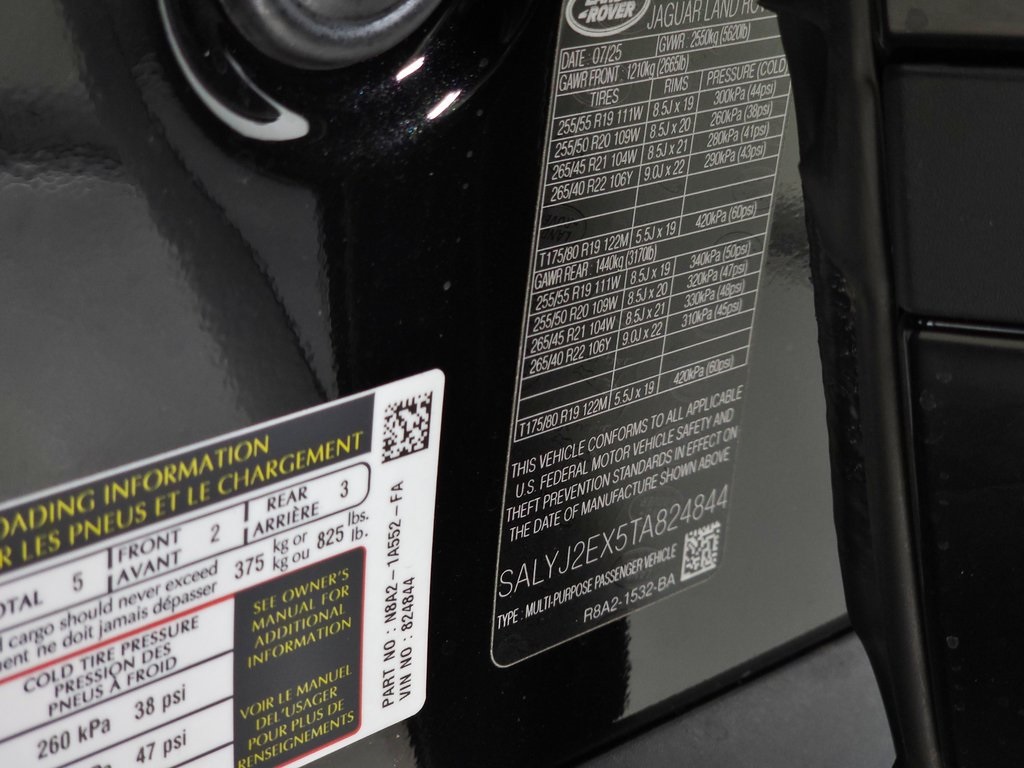 -ROVER
JAGUAR LAND RO
DATE 07/25 GVWR 2550kg (5620lb)
GAWR FRONT 1210kg (2665lb)
TIRES RIMS PRESSURE (COLD
255/55 R19 111W 8.5J x 19 300kPa (44psi)
255/50 R20 109W 8.5J x 20 260kPa (38psi)
265/45 R21 104W 8.5J x 21 280kPa (41psi)
265/40 R22 106Y 9.0J x 22 290kPa (43psi)
T175/80 R19 122M 5.5J x 19 420kPa (60psi)
GAWR REAR 1440kg (3170lb)
255/55 R19 111W 8.5J x 19 340kPa (50psi)
255/50 R20 109W 8.5J x 20 320kPa (47psi)
265/45 R21 104W 8.5J x 21 330kPa (48psi)
265/40 R22 106Y 9.0J x 22 310kPa (45psi)
T175/80 R19 122M 5.5J x 19 420kPa (60psi)
THIS VEHICLE CONFORMS TO ALL APPLICABLE
U.S. FEDERAL MOTOR VEHICLE SAFETY AND
THEFT PREVENTION STANDARDS IN EFFECT ON
THE DATE OF MANUFACTURE SHOWN ABOVE
SALYJ2EX5TA824844
TYPE : MULTI-PURPOSE PASSENGER VEHICLE
R8A2-1532-BA
OADING INFORMATION
R LES PNEUS ET LE CHARGEMENT
OTAL 5 FRONT AVANT 2 REAR ARRIÈRE 3
d cargo should never exceed
ment ne doit jamais dépasser
375 kg or kg ou 825 lbs. lb.
COLD TIRE PRESSURE
PRESSION DES
PNEUS À FROID
260 kPa 38 psi
47 psi
SEE OWNER'S
MANUAL FOR
ADDITIONAL
INFORMATION
VOIR LE MANUEL
DEL'USAGER
POUR PLUS DE
RENSEIGNEMENTS
PART NO : N8A2-1A552-FA
VIN NO : 824844